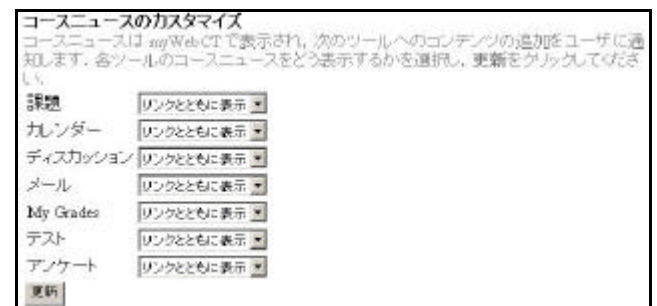 コースニュースのカスタマイズ
コースニュースは myWebCT で表示され, 次のツールへのコンテンツの追加をユーザに通
知します. 各ツールのコースニュースをどう表示するかを選択し, 更新をクリックしてくださ
い.
課題 リンクとともに表示
カレンダー リンクとともに表示
ディスカッション リンクとともに表示
メール リンクとともに表示
My Grades リンクとともに表示
テスト リンクとともに表示
アンケート リンクとともに表示
更新